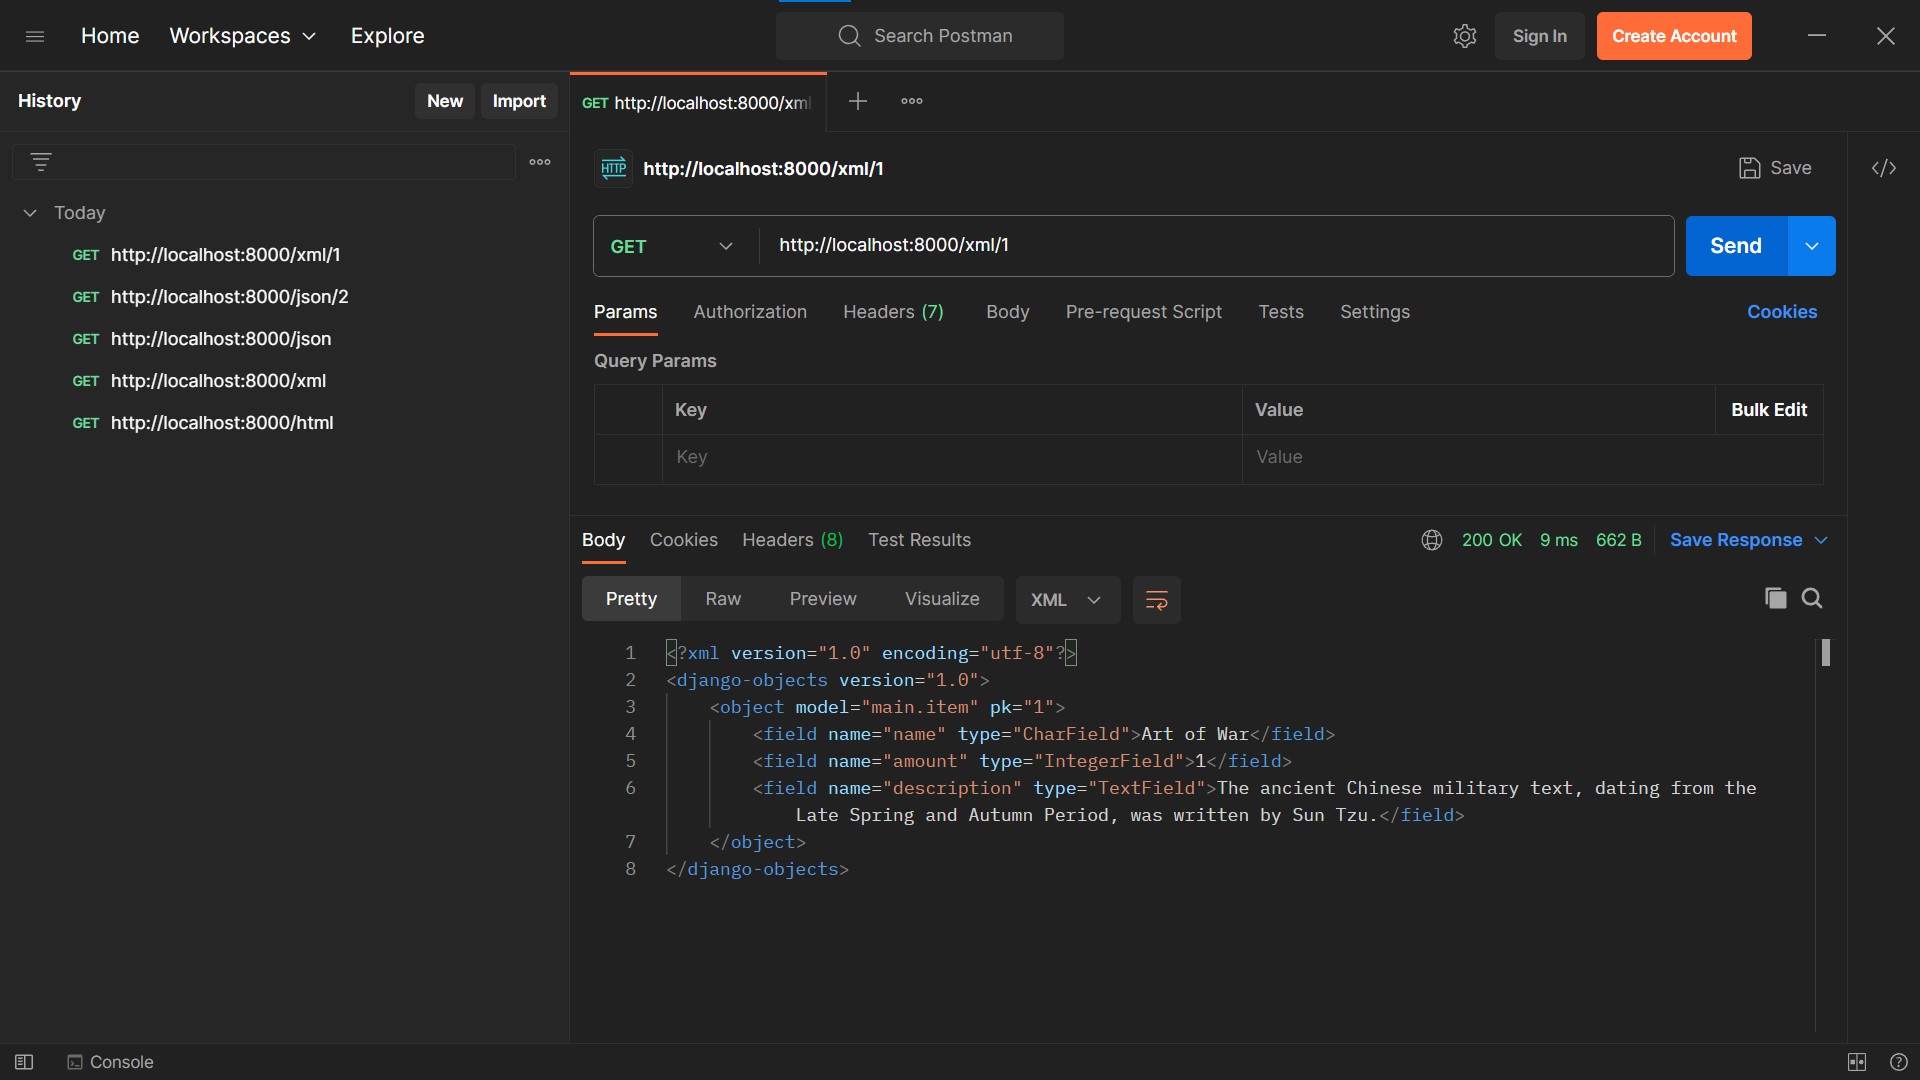 Home Workspaces Explore Search Postman Sign In Create Account
History New Import
GET http://localhost:8000/xml
HTTP http://localhost:8000/xml/1 Save </>
Today
GET http://localhost:8000/xml/1
GET http://localhost:8000/json/2
GET http://localhost:8000/json
GET http://localhost:8000/xml
GET http://localhost:8000/html
GET http://localhost:8000/xml/1 Send
Params Authorization Headers (7) Body Pre-request Script Tests Settings Cookies
Query Params
Key Value Bulk Edit
Key Value
Body Cookies Headers (8) Test Results 200 OK 9 ms 662 B Save Response
Pretty Raw Preview Visualize XML
1 <?xml version="1.0" encoding="utf-8"?>
2 <django-objects version="1.0">
3 <object model="main.item" pk="1">
4 <field name="name" type="CharField">Art of War</field>
5 <field name="amount" type="IntegerField">1</field>
6 <field name="description" type="TextField">The ancient Chinese military text, dating from the
Late Spring and Autumn Period, was written by Sun Tzu.</field>
7 </object>
8 </django-objects>
Console